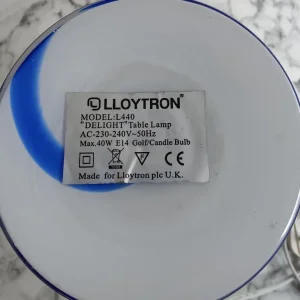 LLOYTRON®
MODEL:L440
"DELIGHT" Table Lamp
AC-230-240V~50Hz
Max.40W E14 Golf/Candle Bulb
Made for Lloytron plc U.K.